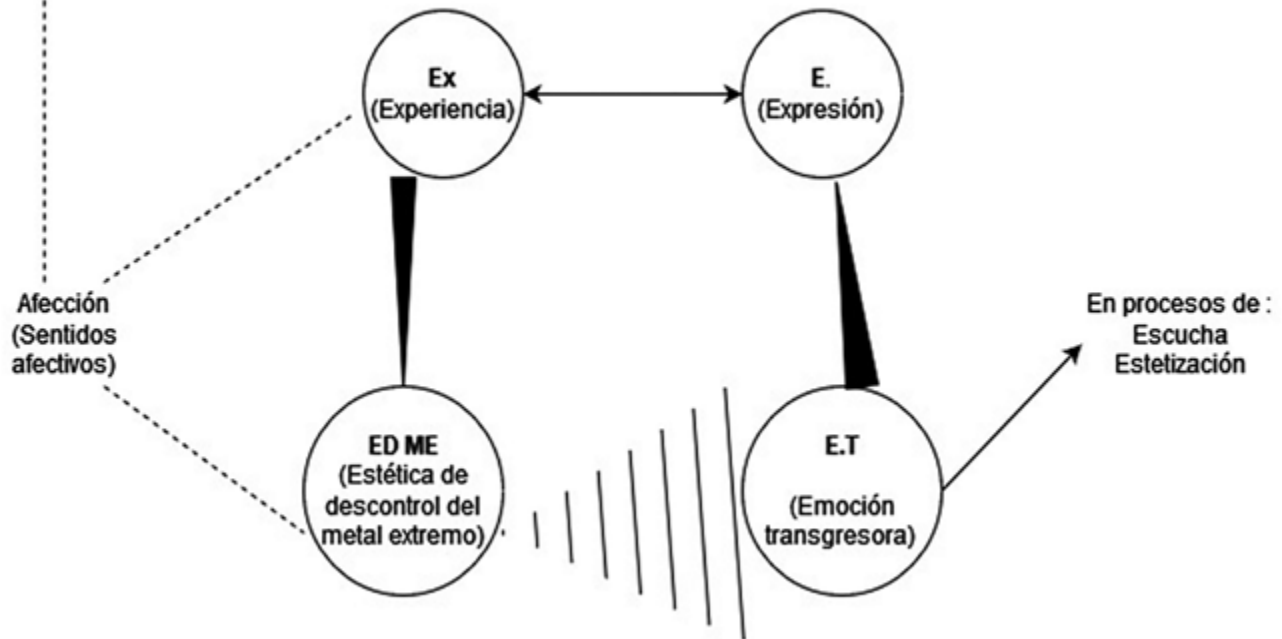 Ex
(Experiencia)
E.
(Expresión)
Afección
(Sentidos
afectivos)
En procesos de :
Escucha
Estetización
ED ME
(Estética de
descontrol del
metal extremo)
E.T
(Emoción
transgresora)